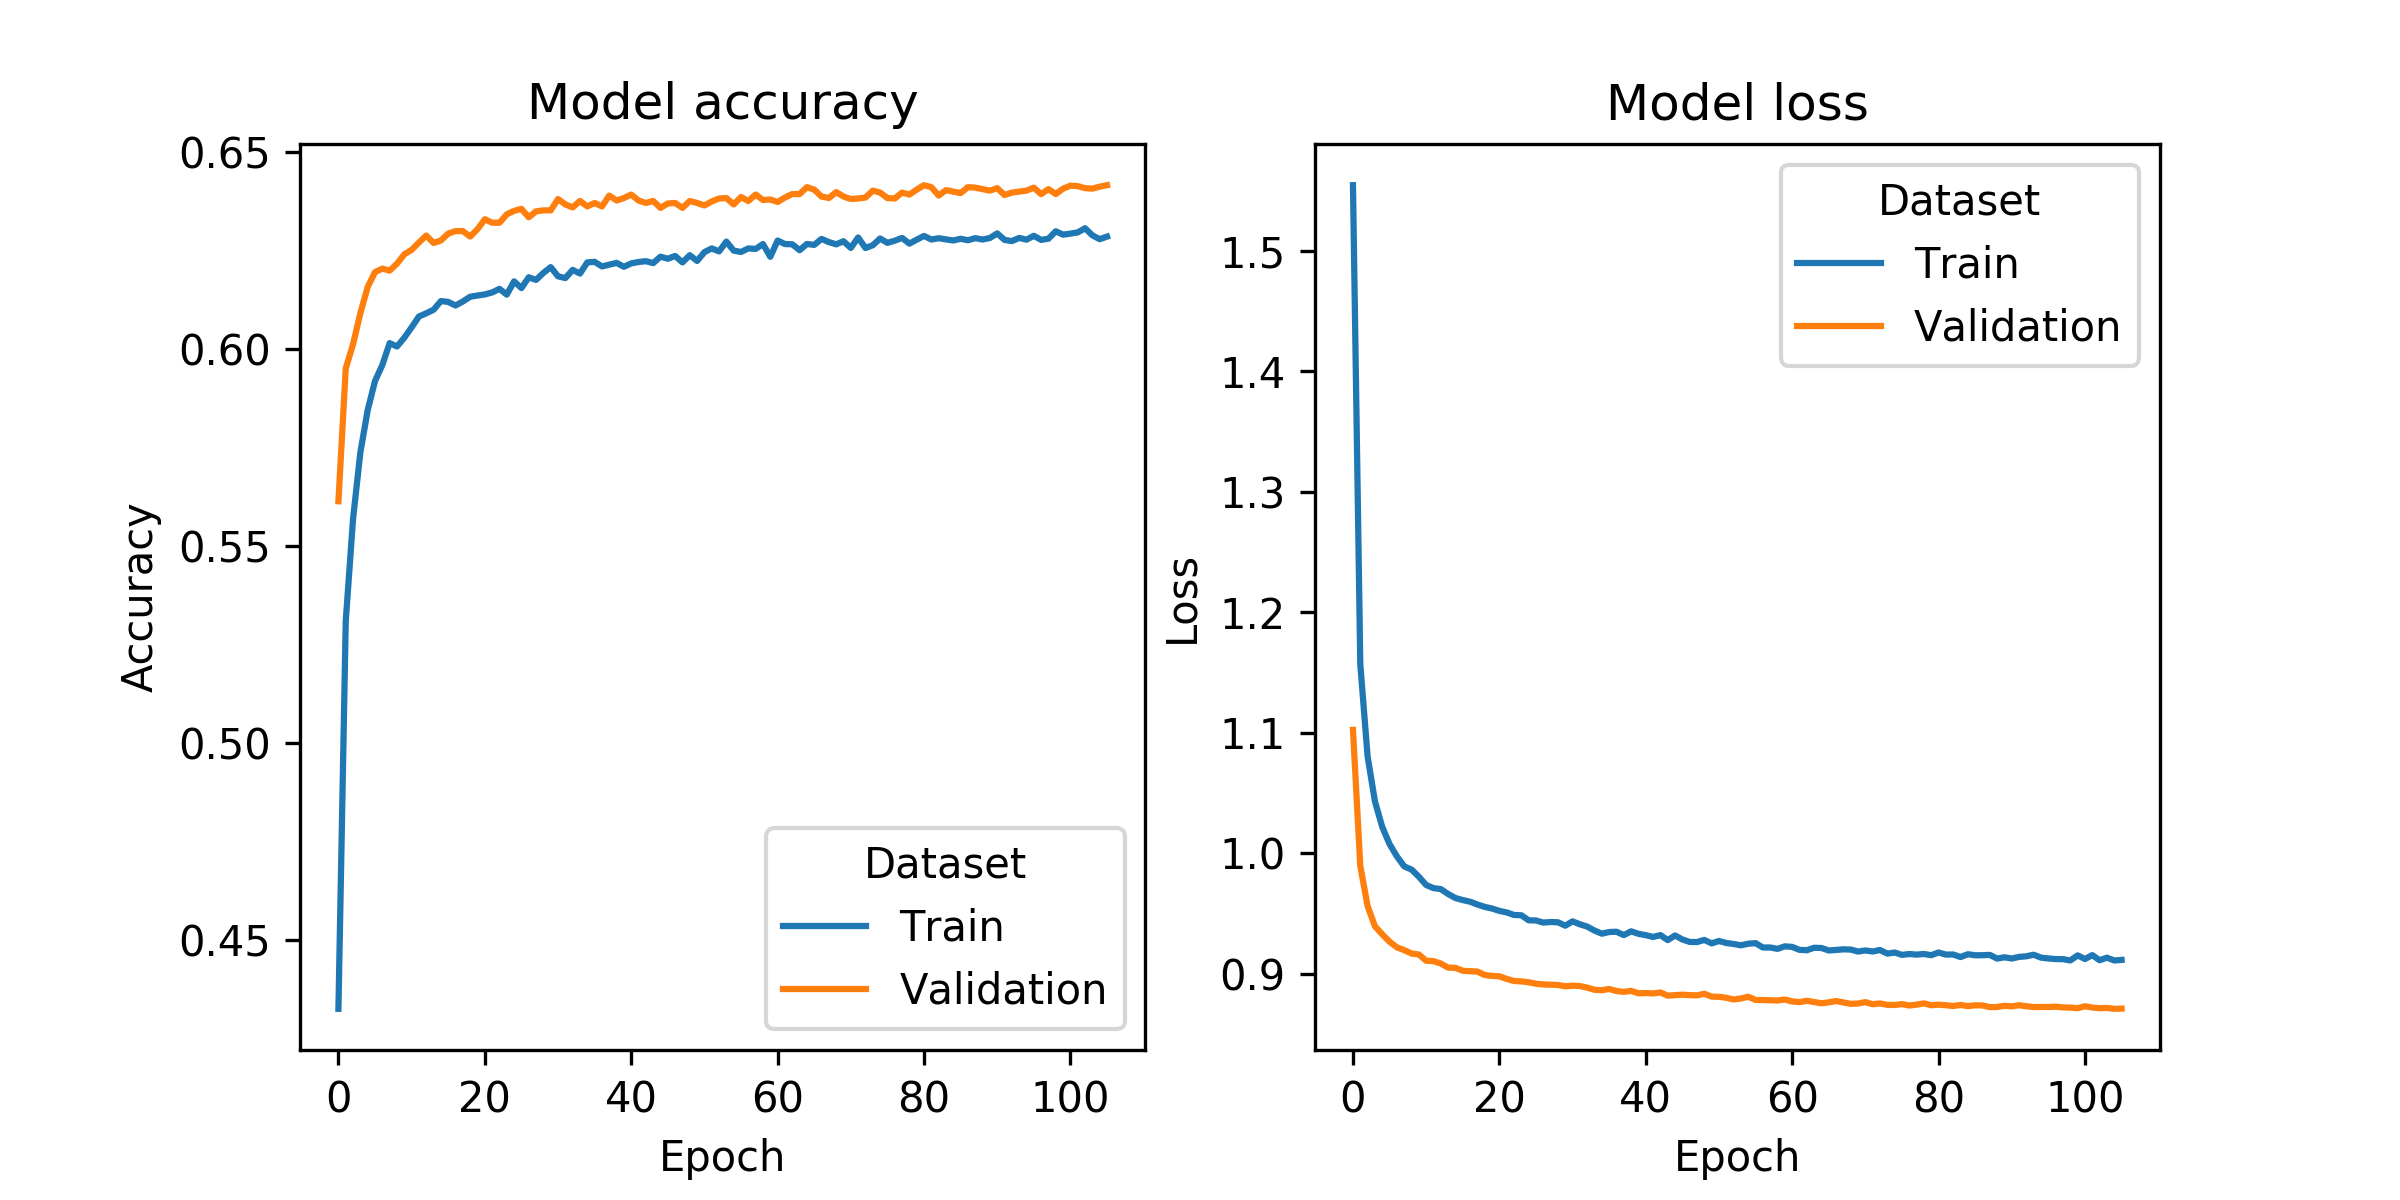 Model accuracy
0.65
0.60
0.55
0.50
0.45
Accuracy
0 20 40 60 80 100
Epoch
Dataset
Train
Validation
Model loss
1.5
1.4
1.3
1.2
1.1
1.0
0.9
Loss
0 20 40 60 80 100
Epoch
Dataset
Train
Validation